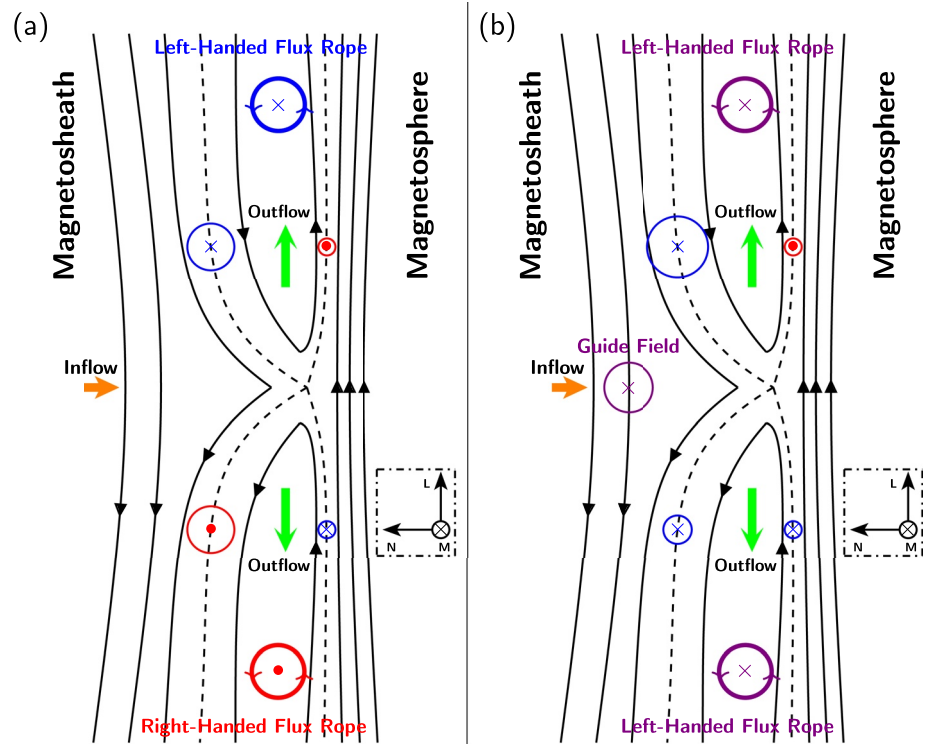 (a)
Left-Handed Flux Rope
Magnetosheath
Magnetosphere
Outflow
Inflow
L
N
M
Outflow
Right-Handed Flux Rope
(b)
Left-Handed Flux Rope
Magnetosheath
Magnetosphere
Outflow
Guide Field
Inflow
L
N
M
Outflow
Left-Handed Flux Rope